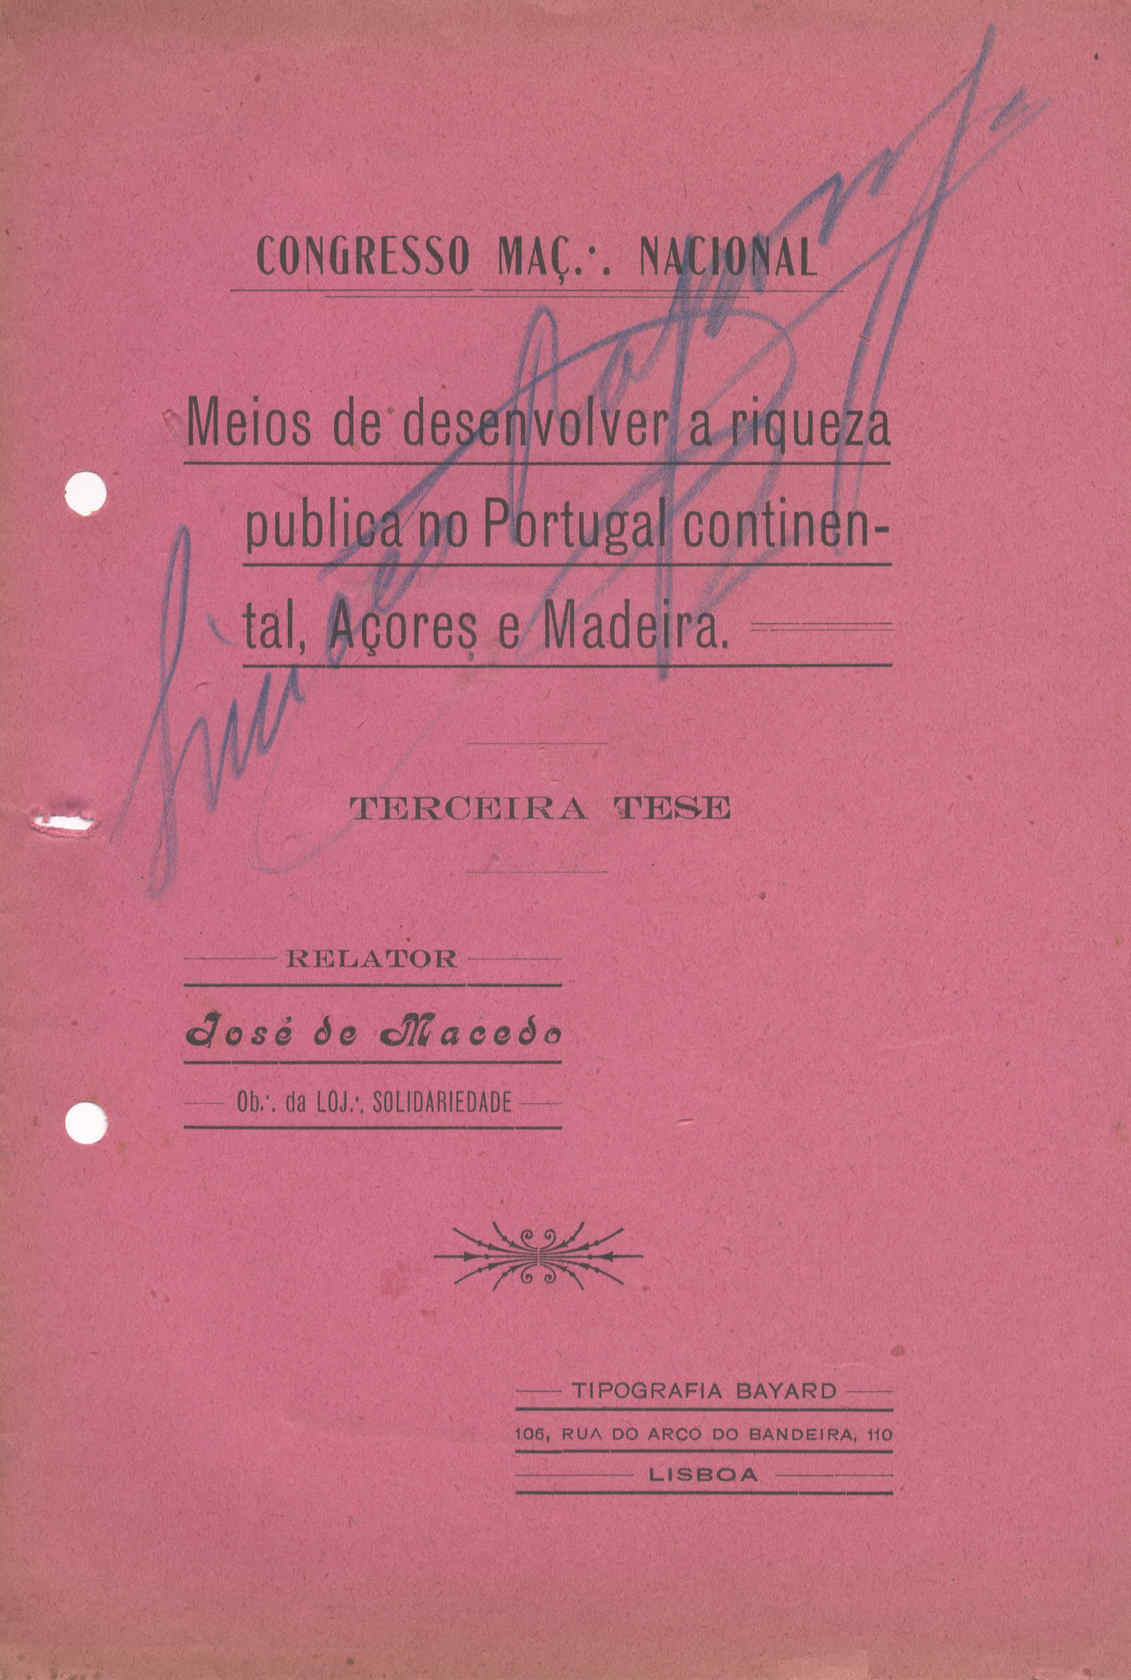 CONGRESSO MAÇ.·. NACIONAL
Meios de desenvolver a riqueza
publica no Portugal continen-
tal, Açores e Madeira.
TERCEIRA TESE
RELATOR
José de Macedo
Ob.·. da LOJ.·. SOLIDARIEDADE
TIPOGRAFIA BAYARD
106, RUA DO ARCO DO BANDEIRA, 110
LISBOA